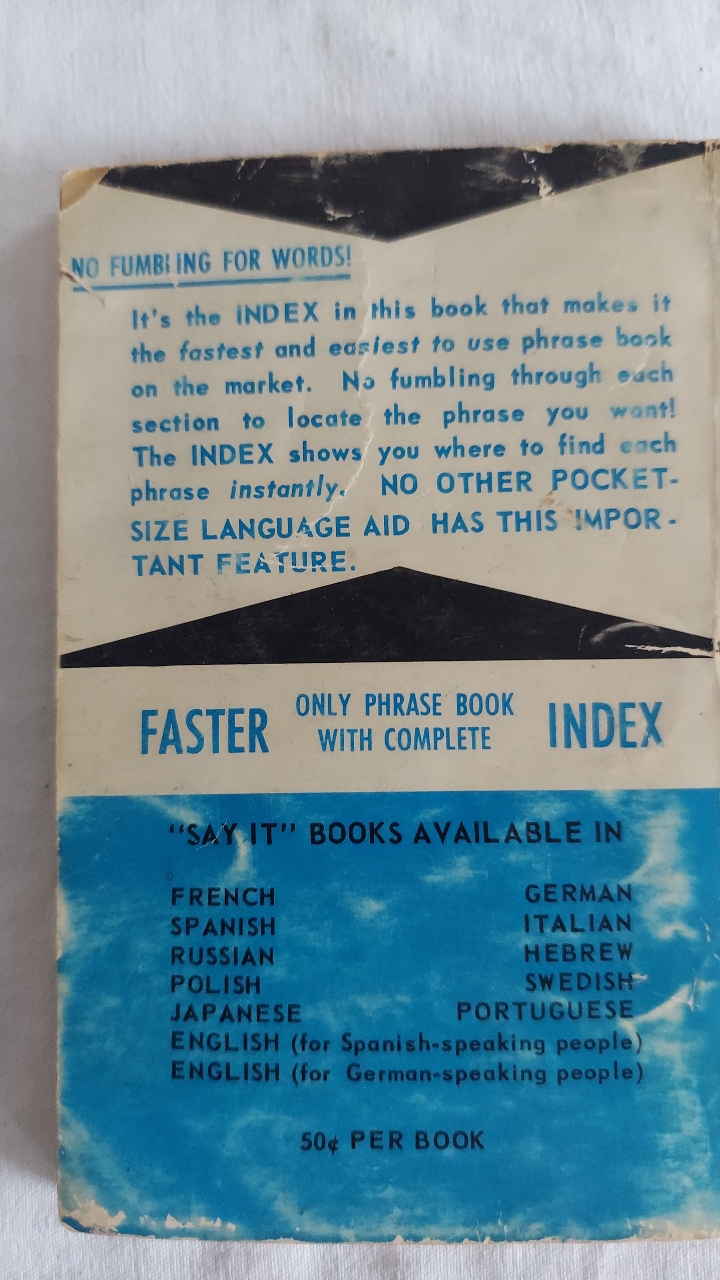 NO FUMBLING FOR WORDS!
It's the INDEX in this book that makes it
the fastest and easiest to use phrase book
on the market. No fumbling through each
section to locate the phrase you want!
The INDEX shows you where to find each
phrase instantly. NO OTHER POCKET-
SIZE LANGUAGE AID HAS THIS IMPOR-
TANT FEATURE.
FASTER ONLY PHRASE BOOK WITH COMPLETE INDEX
"SAY IT" BOOKS AVAILABLE IN
FRENCH GERMAN
SPANISH ITALIAN
RUSSIAN HEBREW
POLISH SWEDISH
JAPANESE PORTUGUESE
ENGLISH (for Spanish-speaking people)
ENGLISH (for German-speaking people)
50¢ PER BOOK